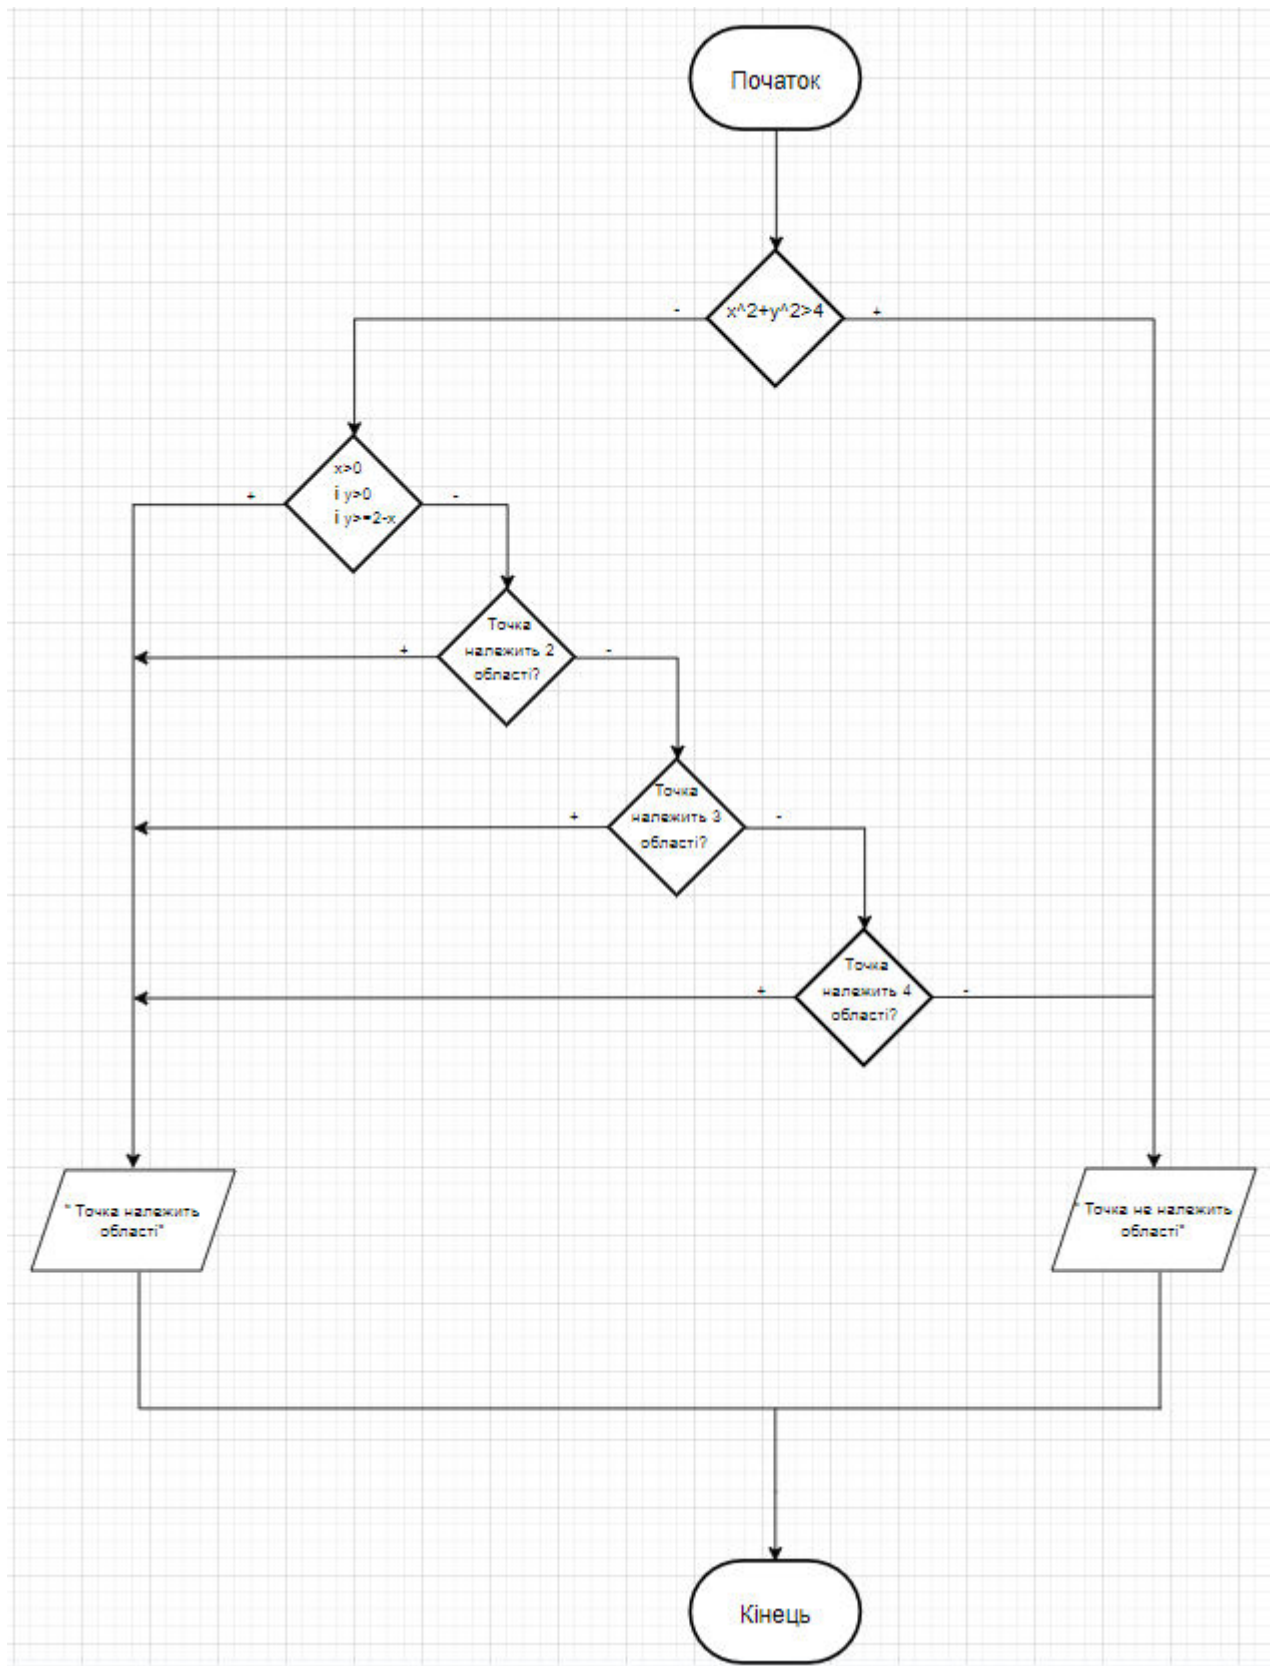 Початок
x^2+y^2>4
-
+
x>0
і y>0
і y>=2-x
+
-
Точка
належить 2
області?
+
-
Точка
належить 3
області?
+
-
Точка
належить 4
області?
+
-
" Точка належить
області"
" Точка не належить
області"
Кінець